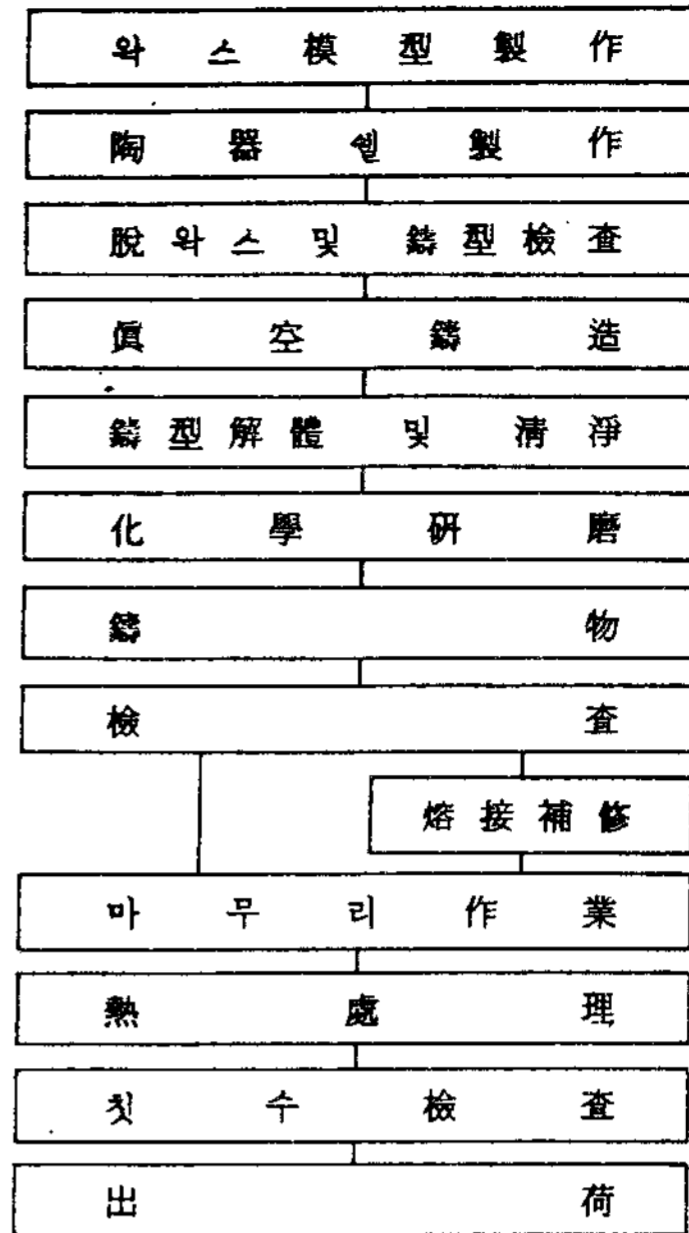 왁스模型製作
陶器쉘製作
脫왁스 및 鑄型檢査
眞空鑄造
鑄型解體 및 淸淨
化學研磨
鑄物
檢査
熔接補修
마무리作業
熱處理
칫수檢査
出荷